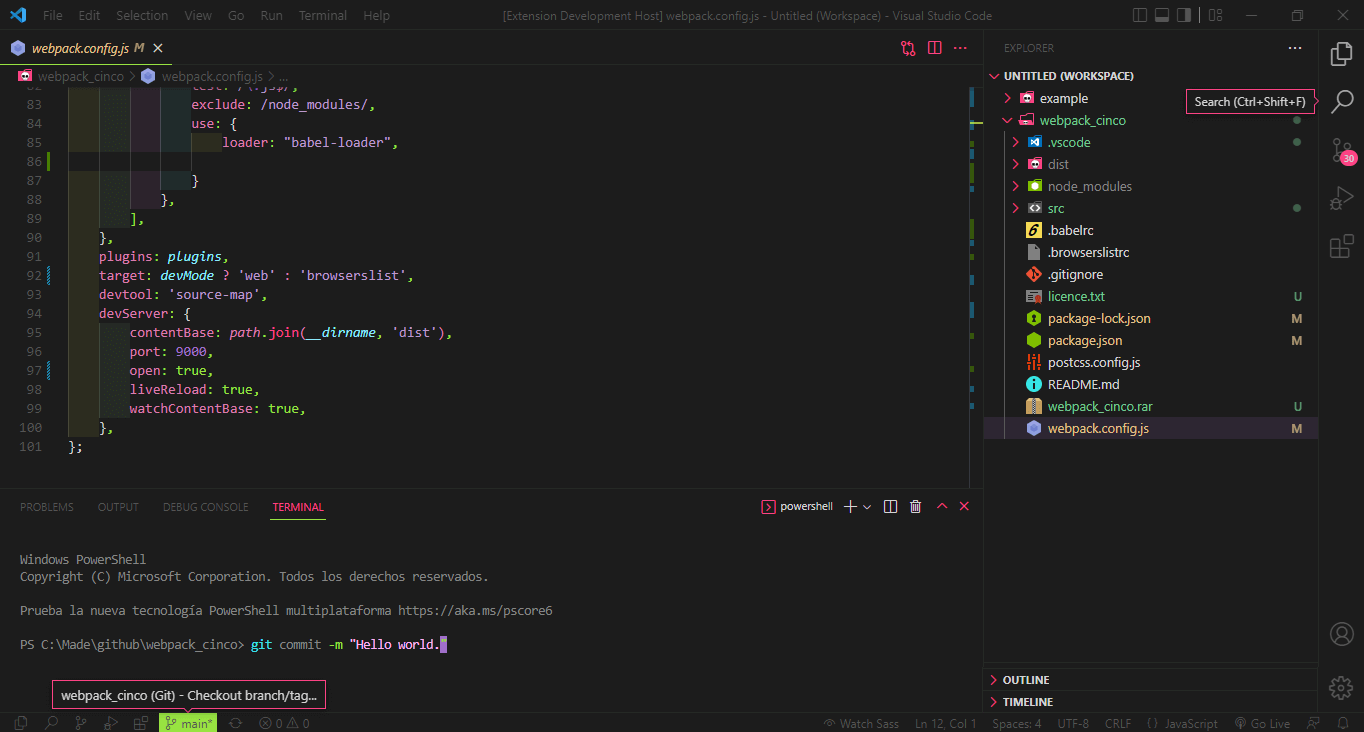 File Edit Selection View Go Run Terminal Help [Extension Development Host] webpack.config.js - Untitled (Workspace) - Visual Studio Code
webpack.config.js M
webpack_cinco > webpack.config.js > ...
83 exclude: /node_modules/,
84 use: {
85 loader: "babel-loader",
86
87 }
88 },
89 ],
90 },
91 plugins: plugins,
92 target: devMode ? 'web' : 'browserslist',
93 devtool: 'source-map',
94 devServer: {
95 contentBase: path.join(__dirname, 'dist'),
96 port: 9000,
97 open: true,
98 liveReload: true,
99 watchContentBase: true,
100 },
101 };
PROBLEMS OUTPUT DEBUG CONSOLE TERMINAL powershell
Windows PowerShell
Copyright (C) Microsoft Corporation. Todos los derechos reservados.
Prueba la nueva tecnología PowerShell multiplataforma https://aka.ms/pscore6
PS C:\Made\github\webpack_cinco> git commit -m "Hello world."
webpack_cinco (Git) - Checkout branch/tag...
EXPLORER ...
UNTITLED (WORKSPACE)
example
Search (Ctrl+Shift+F)
webpack_cinco
.vscode
dist
30
node_modules
src
6 .babelrc
.browserslistrc
.gitignore
licence.txt U
package-lock.json M
package.json M
postcss.config.js
README.md
webpack_cinco.rar U
webpack.config.js M
OUTLINE
TIMELINE
main* 0 0 Watch Sass Ln 12, Col 1 Spaces: 4 UTF-8 CRLF { } JavaScript Go Live